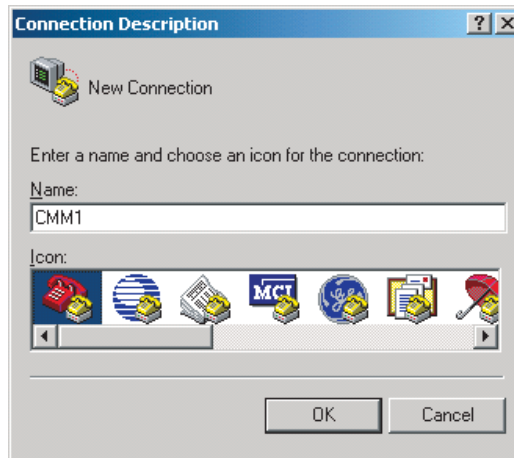 Connection Description
New Connection
Enter a name and choose an icon for the connection:
Name:
CMM1
Icon:
MCI
OK
Cancel